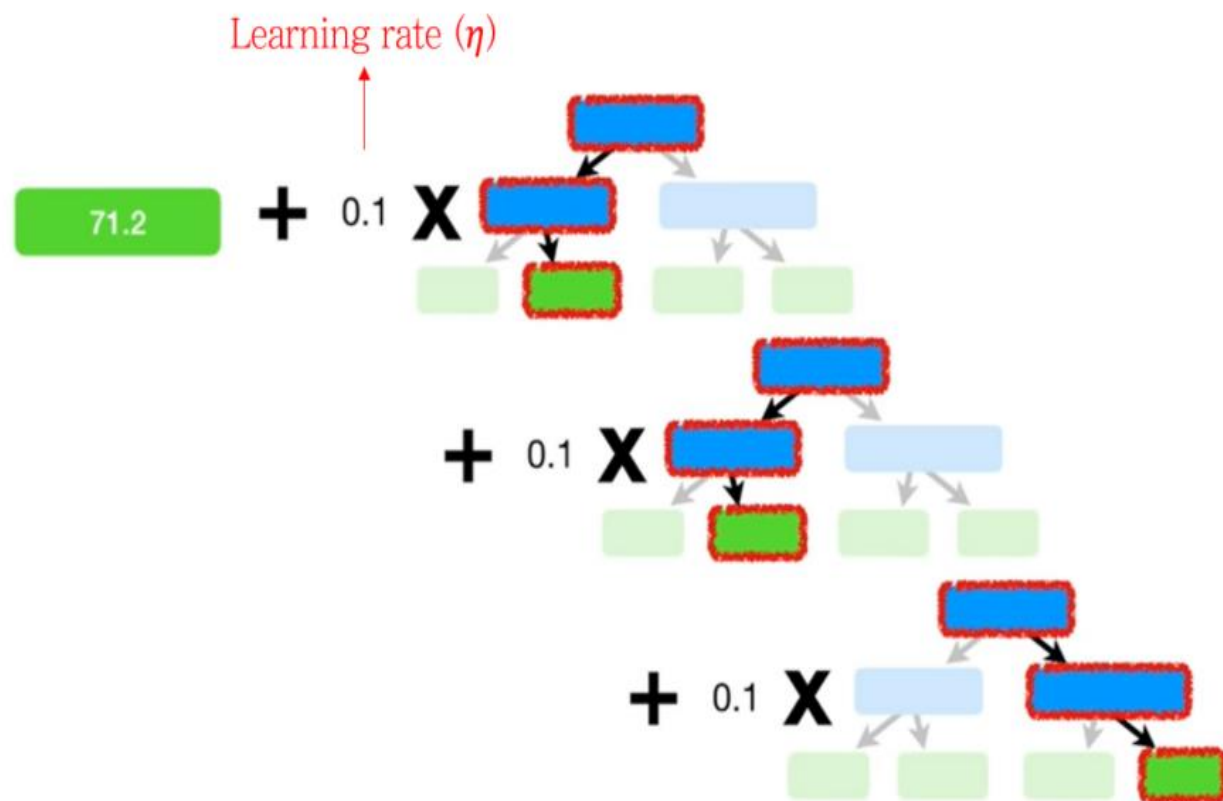 Learning rate (η)
71.2 + 0.1 X
+ 0.1 X
+ 0.1 X